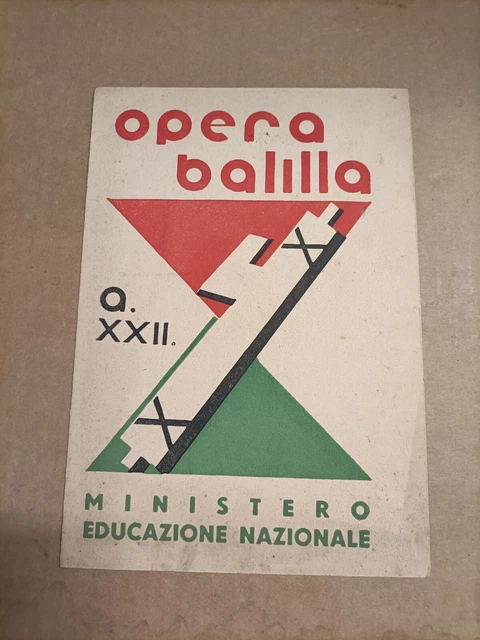 opera
balilla
a.
XXII.
MINISTERO
EDUCAZIONE NAZIONALE